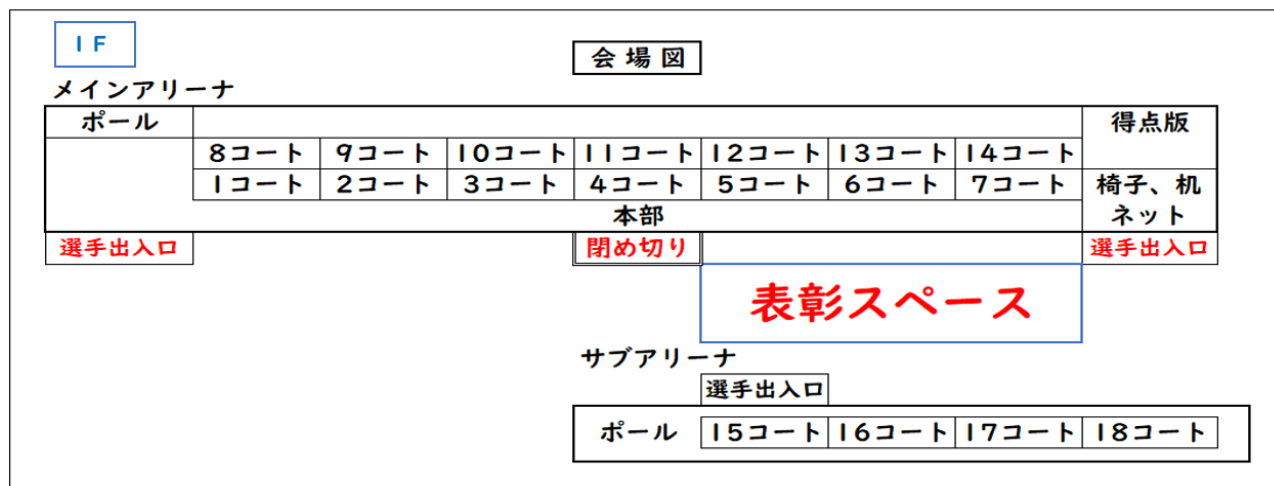 1F
会場図
メインアリーナ
ポール 得点版
8コート 9コート 10コート 11コート 12コート 13コート 14コート
1コート 2コート 3コート 4コート 5コート 6コート 7コート 椅子、机
本部 ネット
選手出入口 閉め切り 選手出入口
表彰スペース
サブアリーナ
選手出入口
ポール 15コート 16コート 17コート 18コート